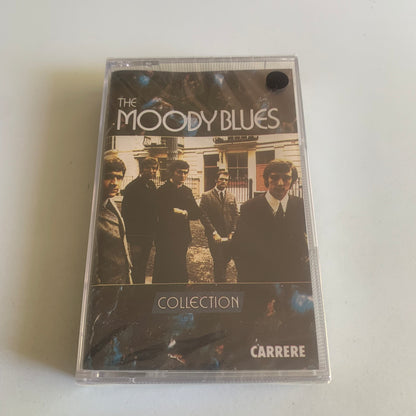 THE
MOODY BLUES
COLLECTION
CARRERE